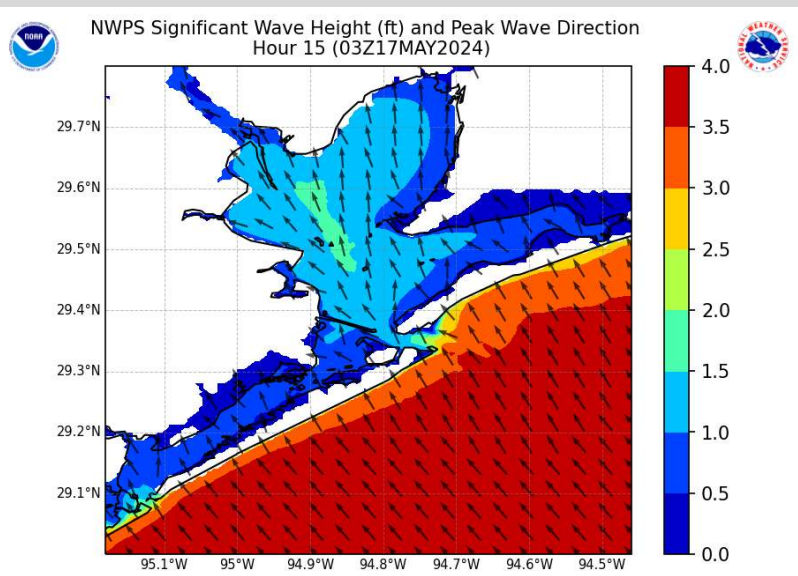 NWPS Significant Wave Height (ft) and Peak Wave Direction
Hour 15 (03Z17MAY2024)
NOAA
29.7°N
29.6°N
29.5°N
29.4°N
29.3°N
29.2°N
29.1°N
95.1°W 95°W 94.9°W 94.8°W 94.7°W 94.6°W 94.5°W
4.0
3.5
3.0
2.5
2.0
1.5
1.0
0.5
0.0